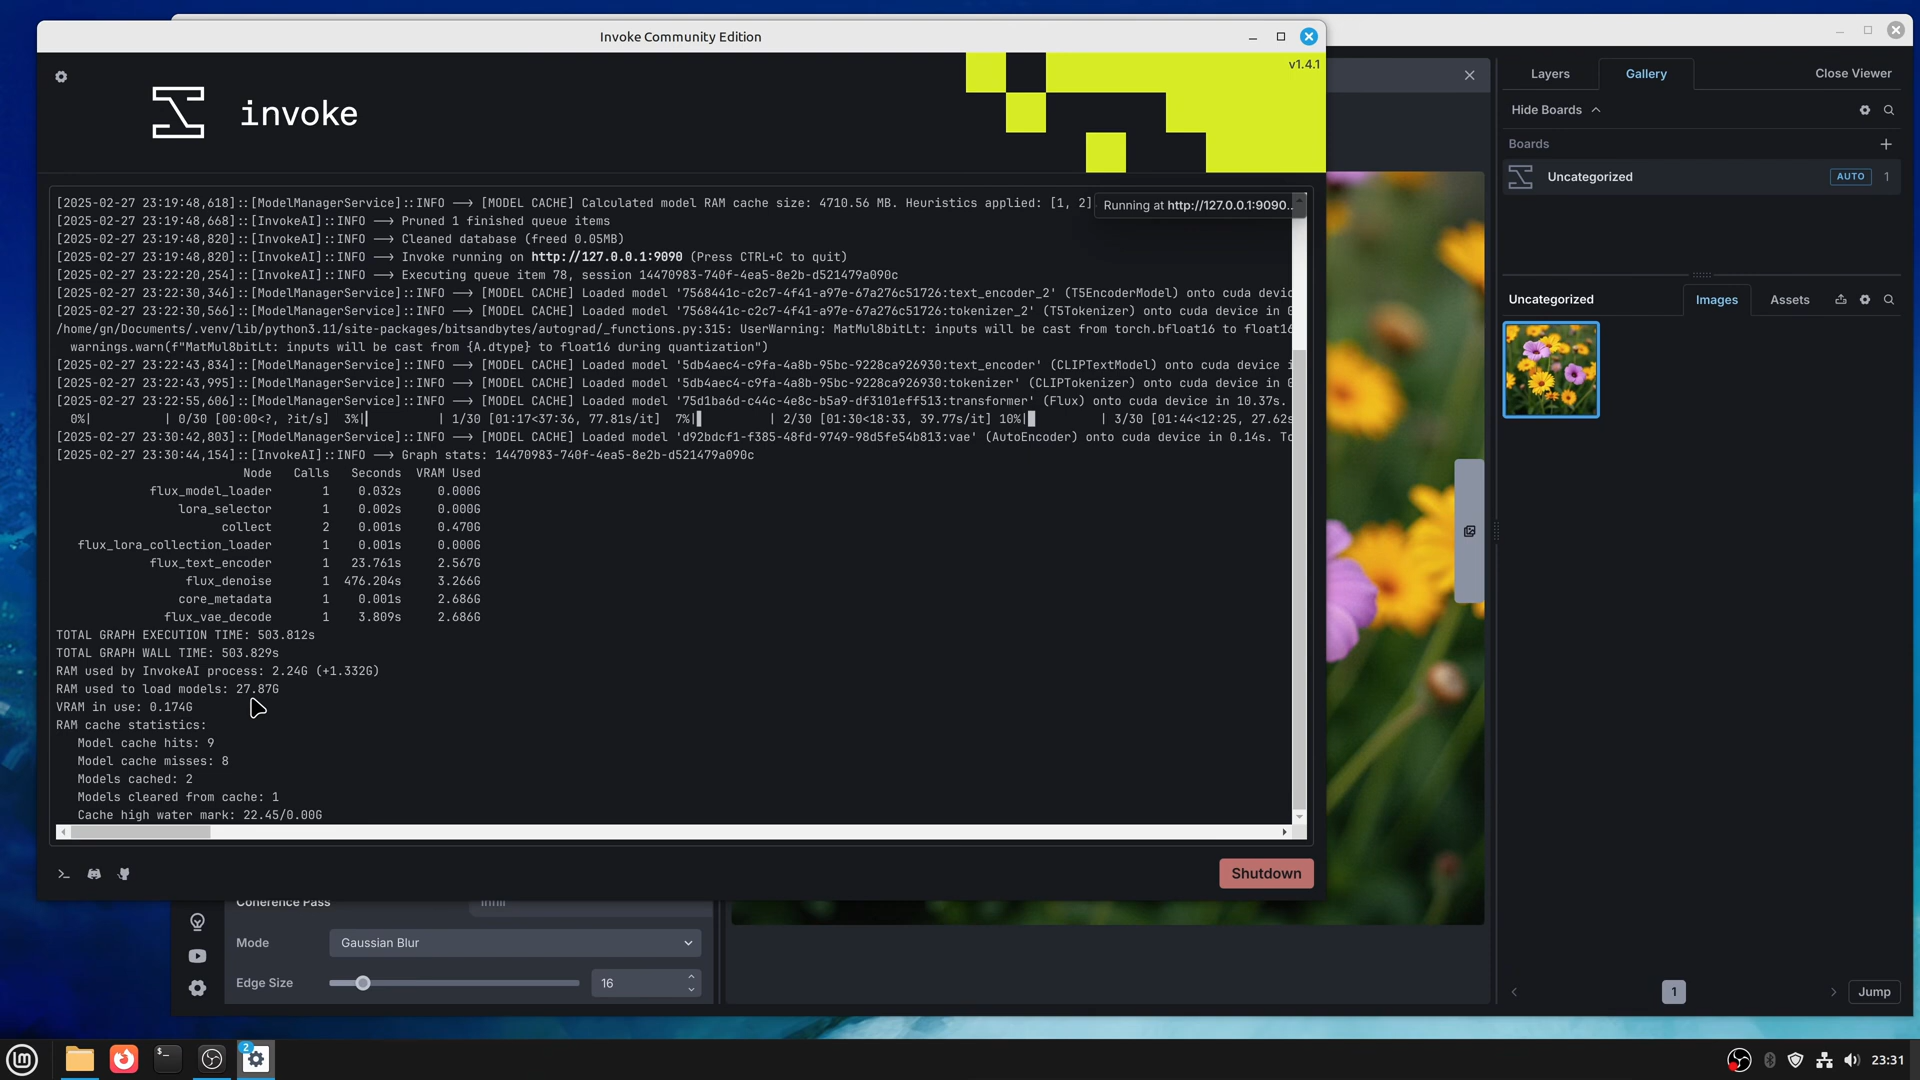 Invoke Community Edition
v1.4.1
invoke
Running at http://127.0.0.1:9090...
[2025-02-27 23:19:48,618]::[ModelManagerService]::INFO --> [MODEL CACHE] Calculated model RAM cache size: 4710.56 MB. Heuristics applied: [1, 2]
[2025-02-27 23:19:48,668]::[InvokeAI]::INFO --> Pruned 1 finished queue items
[2025-02-27 23:19:48,820]::[InvokeAI]::INFO --> Cleaned database (freed 0.05MB)
[2025-02-27 23:19:48,820]::[InvokeAI]::INFO --> Invoke running on http://127.0.0.1:9090 (Press CTRL+C to quit)
[2025-02-27 23:22:20,254]::[InvokeAI]::INFO --> Executing queue item 78, session 14470983-740f-4ea5-8e2b-d521479a090c
[2025-02-27 23:22:30,346]::[ModelManagerService]::INFO --> [MODEL CACHE] Loaded model '7568441c-c2c7-4f41-a97e-67a276c51726:text_encoder_2' (T5EncoderModel) onto cuda devic
[2025-02-27 23:22:30,566]::[ModelManagerService]::INFO --> [MODEL CACHE] Loaded model '7568441c-c2c7-4f41-a97e-67a276c51726:tokenizer_2' (T5Tokenizer) onto cuda device in 0
/home/gn/Documents/.venv/lib/python3.11/site-packages/bitsandbytes/autograd/_functions.py:315: UserWarning: MatMul8bitLt: inputs will be cast from torch.bfloat16 to float16
warnings.warn(f"MatMul8bitLt: inputs will be cast from {A.dtype} to float16 during quantization")
[2025-02-27 23:22:43,834]::[ModelManagerService]::INFO --> [MODEL CACHE] Loaded model '5db4aec4-c9fa-4a8b-95bc-9228ca926930:text_encoder' (CLIPTextModel) onto cuda device in
[2025-02-27 23:22:43,995]::[ModelManagerService]::INFO --> [MODEL CACHE] Loaded model '5db4aec4-c9fa-4a8b-95bc-9228ca926930:tokenizer' (CLIPTokenizer) onto cuda device in 0
[2025-02-27 23:22:55,606]::[ModelManagerService]::INFO --> [MODEL CACHE] Loaded model '75d1ba6d-c44c-4e8c-b5a9-df3101eff513:transformer' (Flux) onto cuda device in 10.37s.
0%| | 0/30 [00:00<?, ?it/s] 3%| | 1/30 [01:17<37:36, 77.81s/it] 7%| | 2/30 [01:30<18:33, 39.77s/it] 10%| | 3/30 [01:44<12:25, 27.62s
[2025-02-27 23:30:42,803]::[ModelManagerService]::INFO --> [MODEL CACHE] Loaded model 'd92bdcf1-f385-48fd-9749-98d5fe54b813:vae' (AutoEncoder) onto cuda device in 0.14s. To
[2025-02-27 23:30:44,154]::[InvokeAI]::INFO --> Graph stats: 14470983-740f-4ea5-8e2b-d521479a090c
Node Calls Seconds VRAM Used
flux_model_loader 1 0.032s 0.000G
lora_selector 1 0.002s 0.000G
collect 2 0.001s 0.470G
flux_lora_collection_loader 1 0.001s 0.000G
flux_text_encoder 1 23.761s 2.567G
flux_denoise 1 476.204s 3.266G
core_metadata 1 0.001s 2.686G
flux_vae_decode 1 3.809s 2.686G
TOTAL GRAPH EXECUTION TIME: 503.812s
TOTAL GRAPH WALL TIME: 503.829s
RAM used by InvokeAI process: 2.24G (+1.332G)
RAM used to load models: 27.87G
VRAM in use: 0.174G
RAM cache statistics:
Model cache hits: 9
Model cache misses: 8
Models cached: 2
Models cleared from cache: 1
Cache high water mark: 22.45/0.00G
Shutdown
Coherence Pass
Infill
Mode
Gaussian Blur
Edge Size
16
Layers
Gallery
Close Viewer
Hide Boards
Boards
Uncategorized
AUTO
1
Uncategorized
Images
Assets
1
Jump
2
23:31